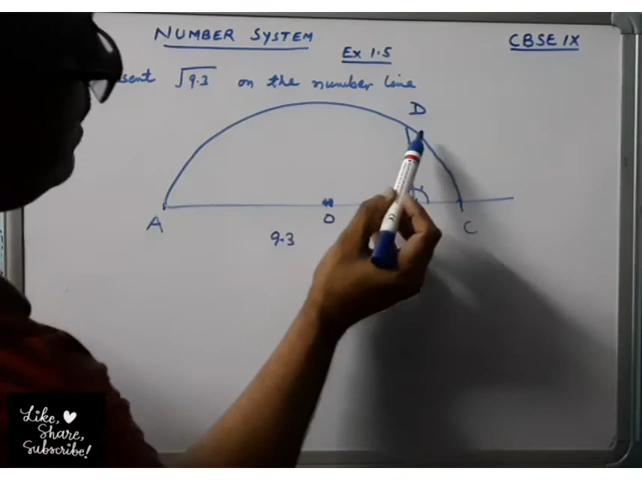 NUMBER SYSTEM
Ex 1.5
CBSE IX
√9.3 on the number line
D
A
O
C
9.3
Like,
Share,
Subscribe!